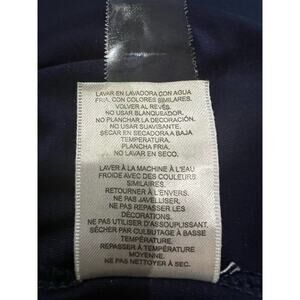 LAVAR EN LAVADORA CON AGUA
FRIA, CON COLORES SIMILARES.
VOLVER AL REVÉS.
NO USAR BLANQUEADOR.
NO PLANCHAR LA DECORACIÓN.
NO USAR SUAVISANTE.
SECAR EN SECADORA A BAJA
TEMPERATURA.
PLANCHA FRIA.
NO LAVAR EN SECO.
LAVER À LA MACHINE À L'EAU
FROIDE AVEC DES COULEURS
SIMILAIRES.
RETOURNER À L'ENVERS.
NE PAS JAVELLISER.
NE PAS REPASSER LES
DÉCORATIONS.
NE PAS UTILISER D'ASSOUPLISSANT.
SÉCHER PAR CULBUTAGE À BASSE
TEMPÉRATURE.
REPASSER À TEMPÉRATURE
MOYENNE.
NE PAS NETTOYER À SEC.